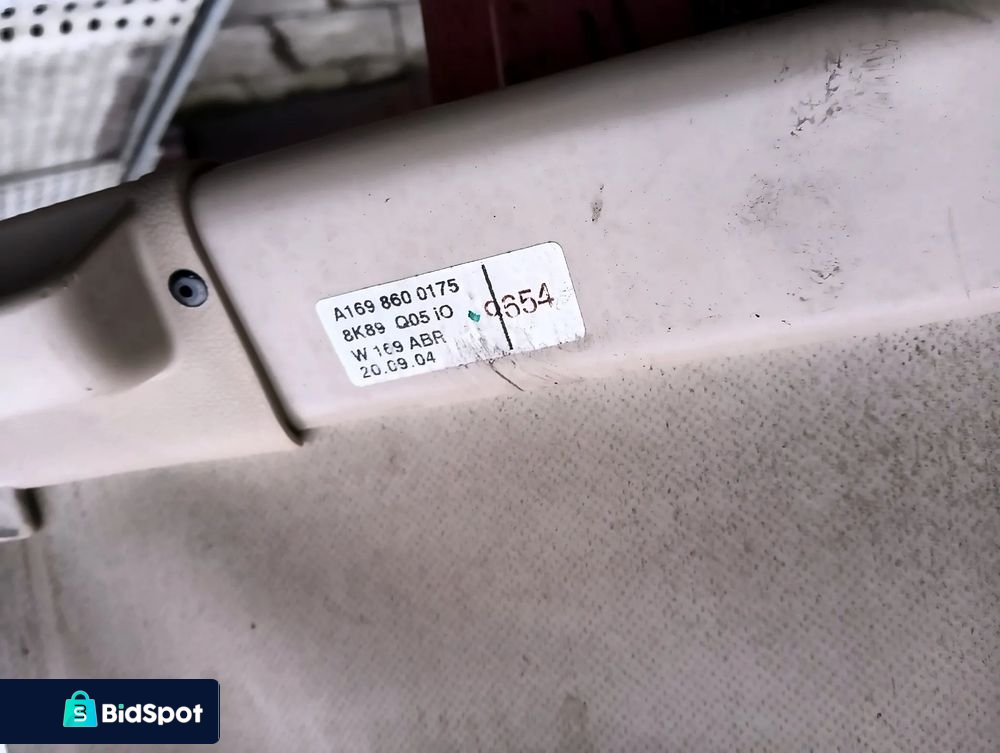 A169 860 0175
8K89 Q05 iO
W 169 ABR
20.09.04
9654
BidSpot